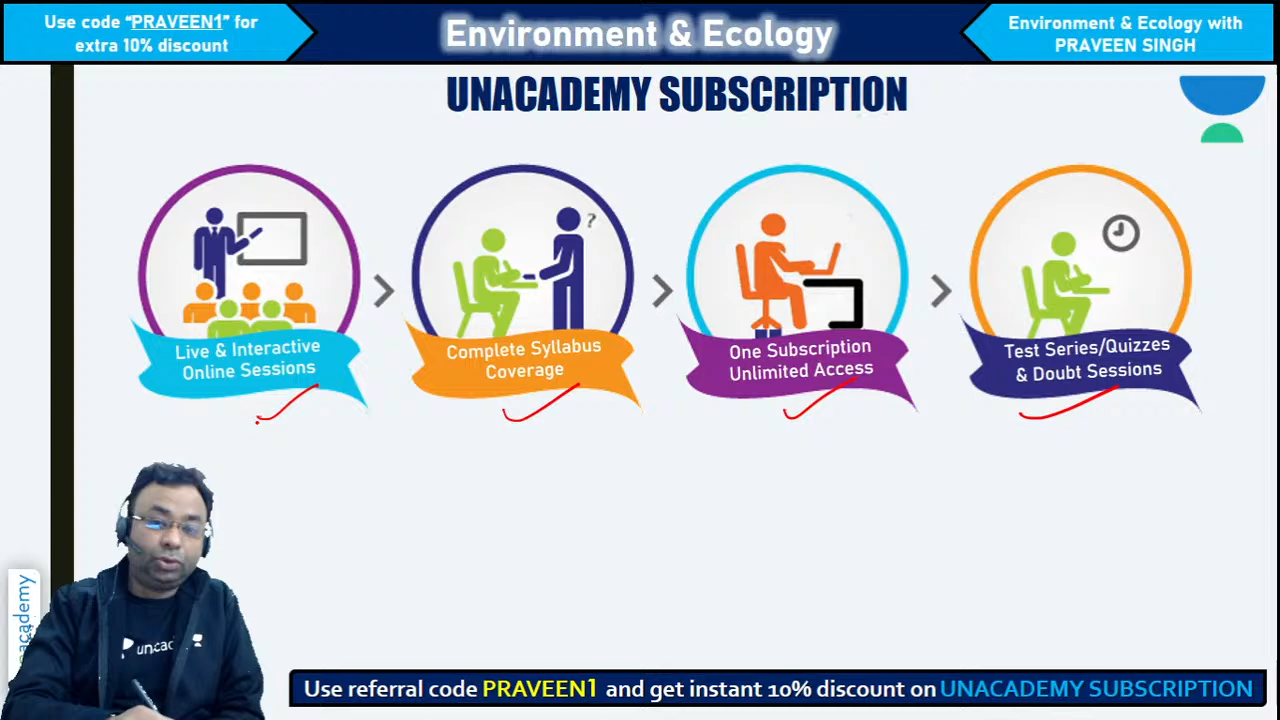 Use code “PRAVEEN1” for
extra 10% discount
Environment & Ecology
Environment & Ecology with
PRAVEEN SINGH
UNACADEMY SUBSCRIPTION
Live & Interactive
Online Sessions
Complete Syllabus
Coverage
One Subscription
Unlimited Access
Test Series/Quizzes
& Doubt Sessions
?
Use referral code PRAVEEN1 and get instant 10% discount on UNACADEMY SUBSCRIPTION